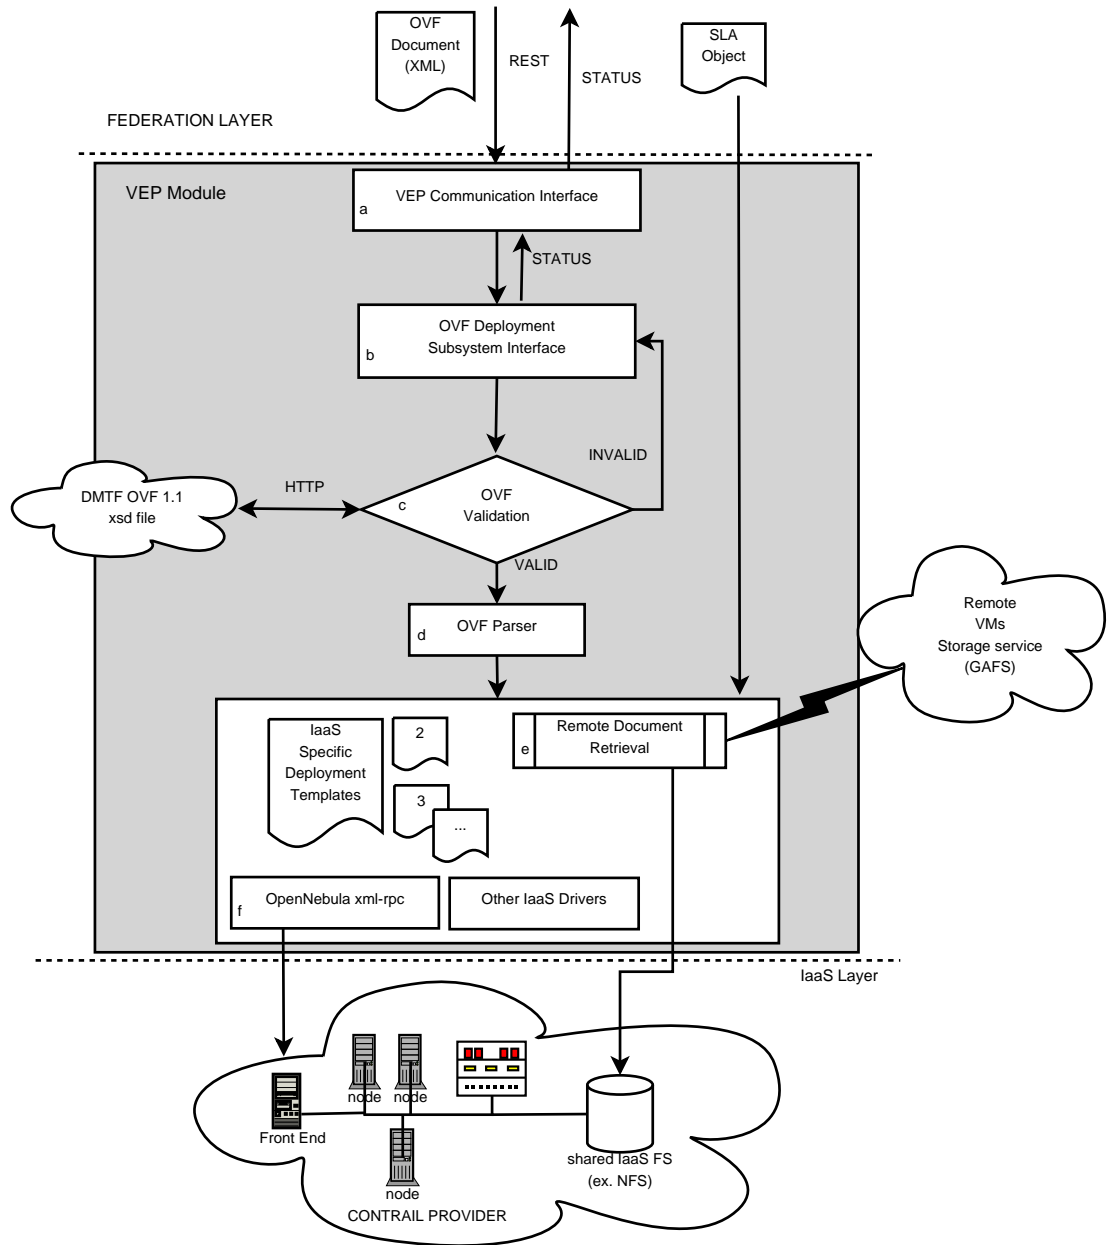 OVF
Document
(XML)
REST
STATUS
SLA
Object
FEDERATION LAYER
VEP Module
VEP Communication Interface
a
STATUS
OVF Deployment
Subsystem Interface
b
INVALID
HTTP
DMTF OVF 1.1
xsd file
c
OVF
Validation
VALID
OVF Parser
d
Remote
VMs
Storage service
(GAFS)
IaaS
Specific
Deployment
Templates
2
3
...
e
Remote Document
Retrieval
OpenNebula xml-rpc
f
Other IaaS Drivers
IaaS Layer
node
node
Front End
node
shared IaaS FS
(ex. NFS)
CONTRAIL PROVIDER